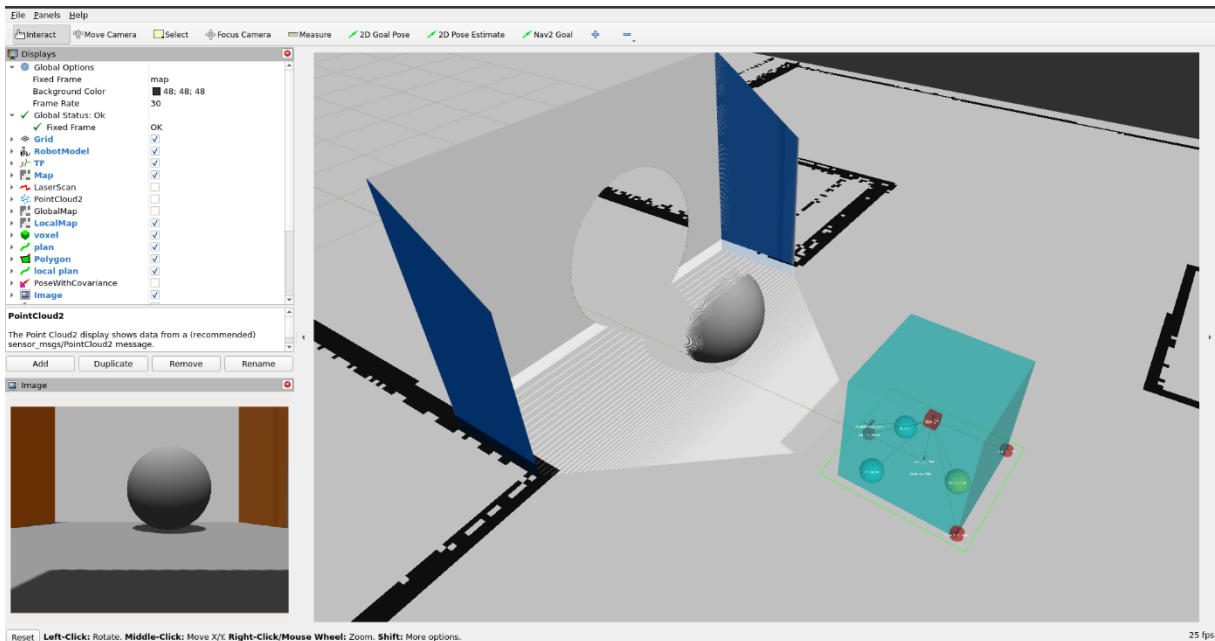 File Panels Help
Interact Move Camera Select Focus Camera Measure 2D Goal Pose 2D Pose Estimate Nav2 Goal
Displays
Global Options
Fixed Frame map
Background Color 48; 48; 48
Frame Rate 30
Global Status: Ok
Fixed Frame OK
Grid
RobotModel
TF
Map
LaserScan
PointCloud2
GlobalMap
LocalMap
voxel
plan
Polygon
local plan
PoseWithCovariance
Image
PointCloud2
The Point Cloud2 display shows data from a (recommended)
sensor_msgs/PointCloud2 message.
Add Duplicate Remove Rename
Image
Reset Left-Click: Rotate. Middle-Click: Move X/Y. Right-Click/Mouse Wheel: Zoom. Shift: More options. 25 fps